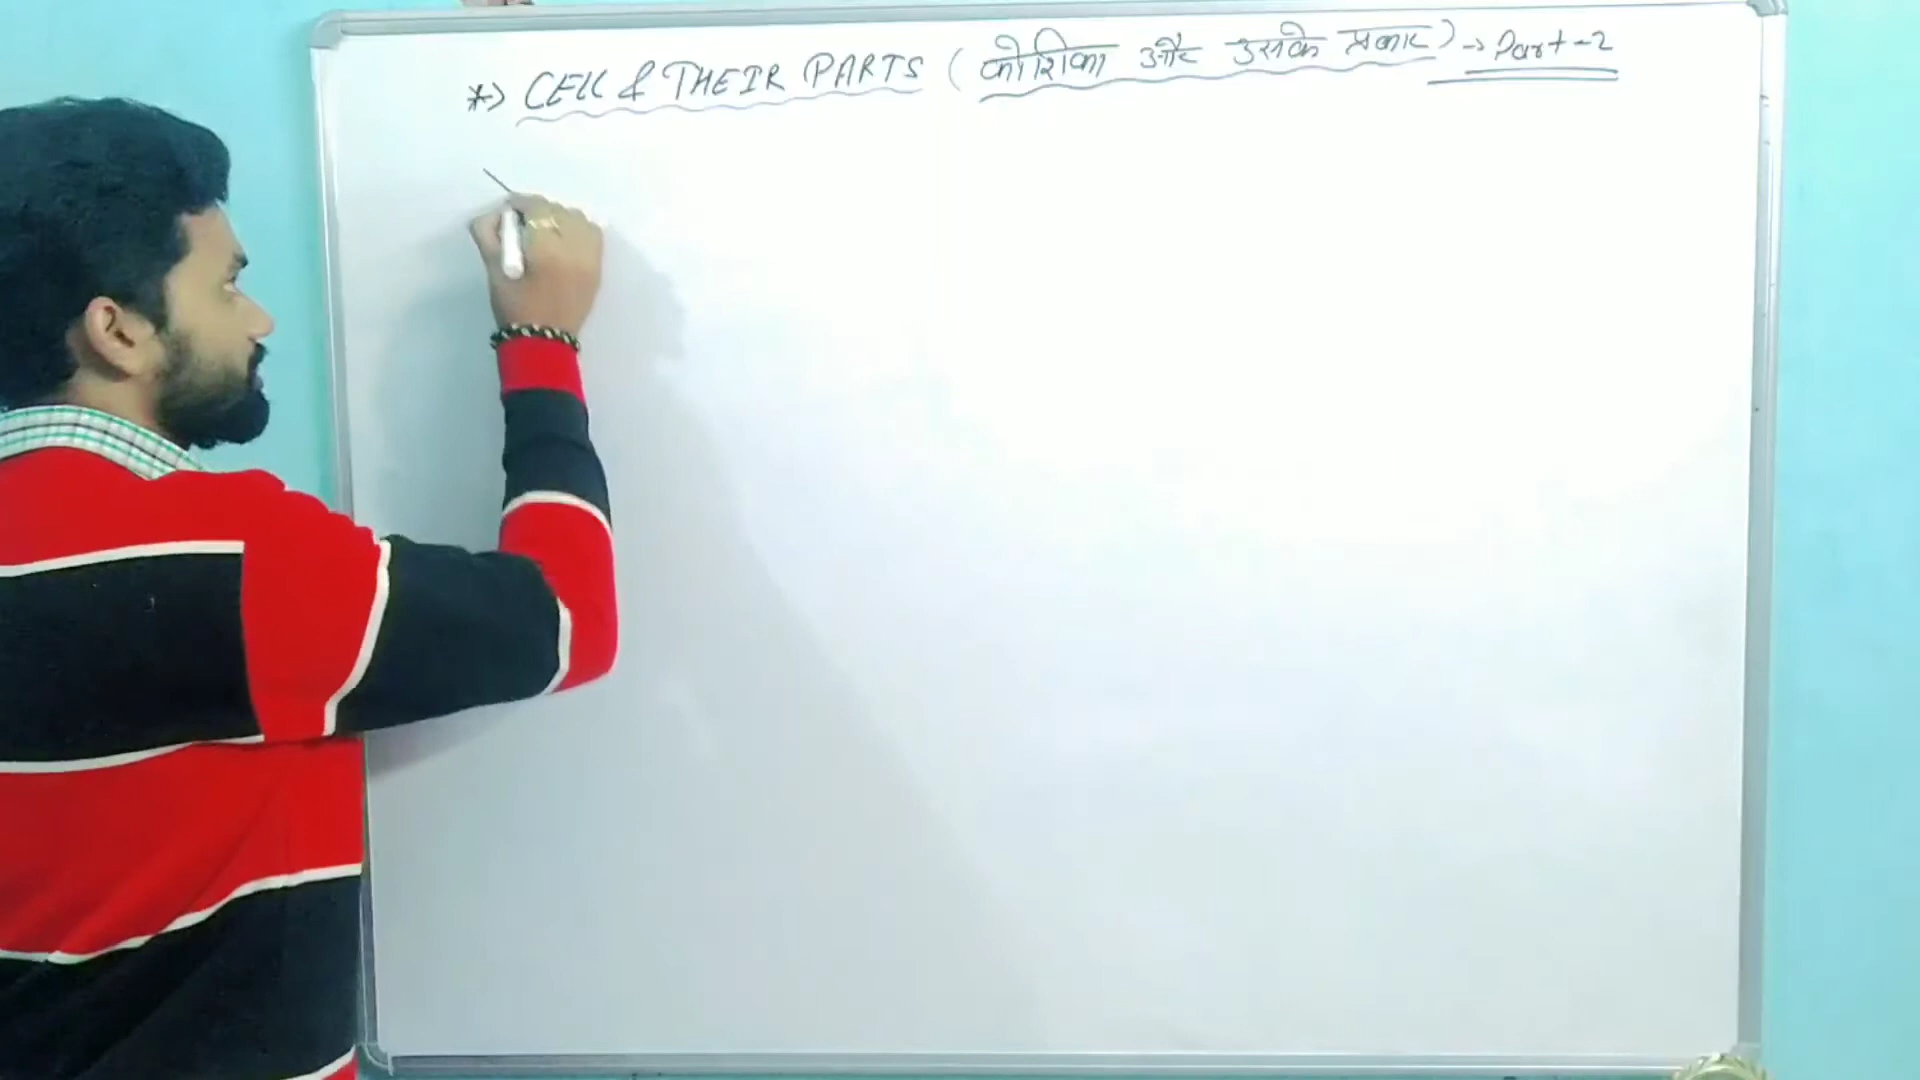 *→ CELL & THEIR PARTS (कोशिका और उसके प्रकार) → Part-2